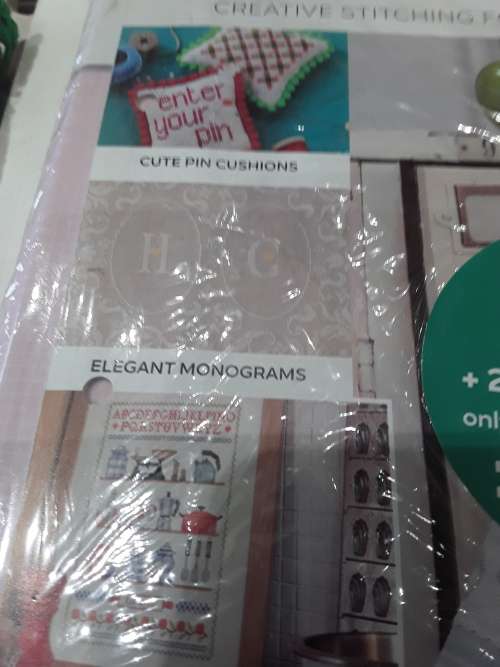 CREATIVE STITCHING
enter
your
pin
CUTE PIN CUSHIONS
H
ELEGANT MONOGRAMS
+ 2
onl